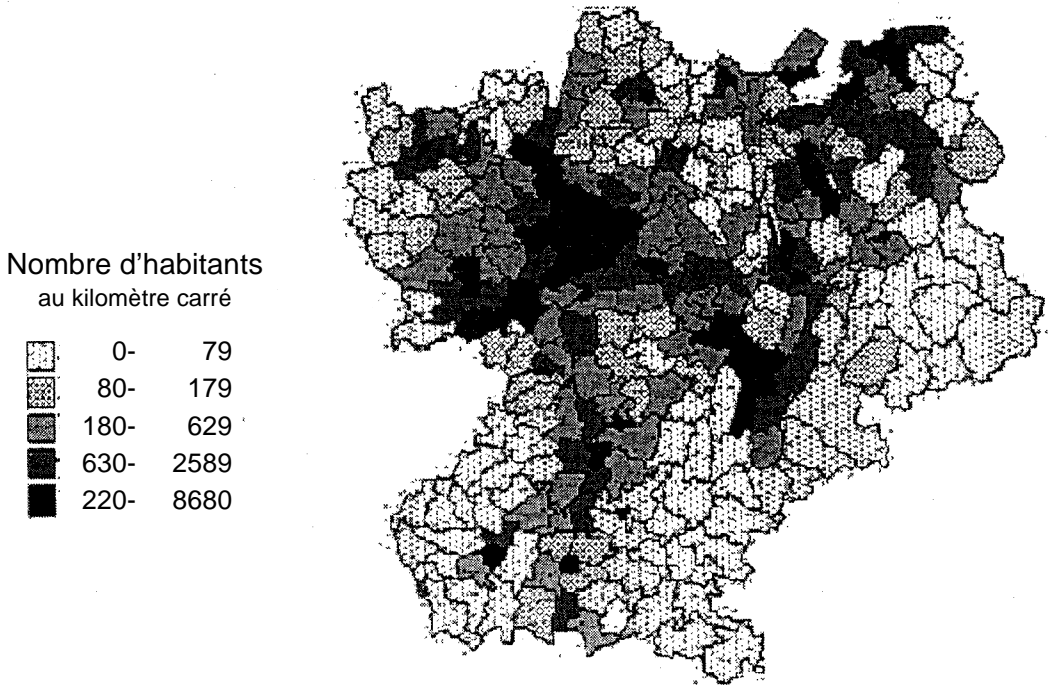 Nombre d'habitants
au kilomètre carré
0- 79
80- 179
180- 629
630- 2589
220- 8680